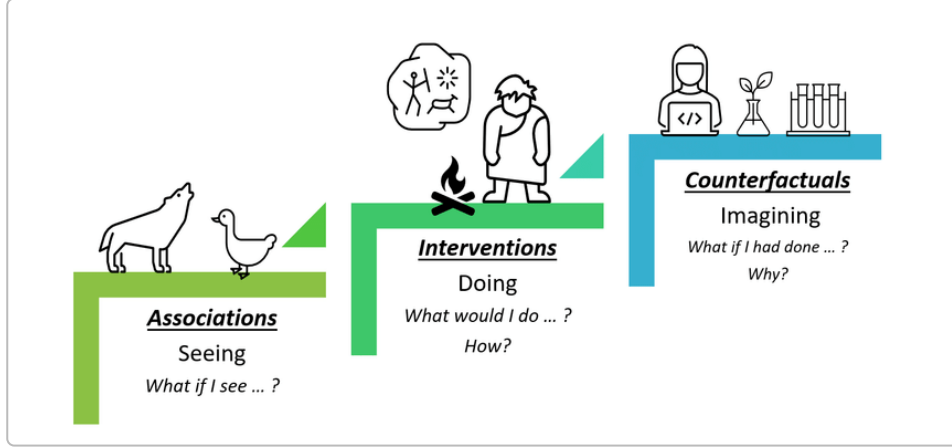 </>
Counterfactuals
Imagining
What if I had done ... ?
Why?
Interventions
Doing
What would I do ... ?
How?
Associations
Seeing
What if I see ... ?